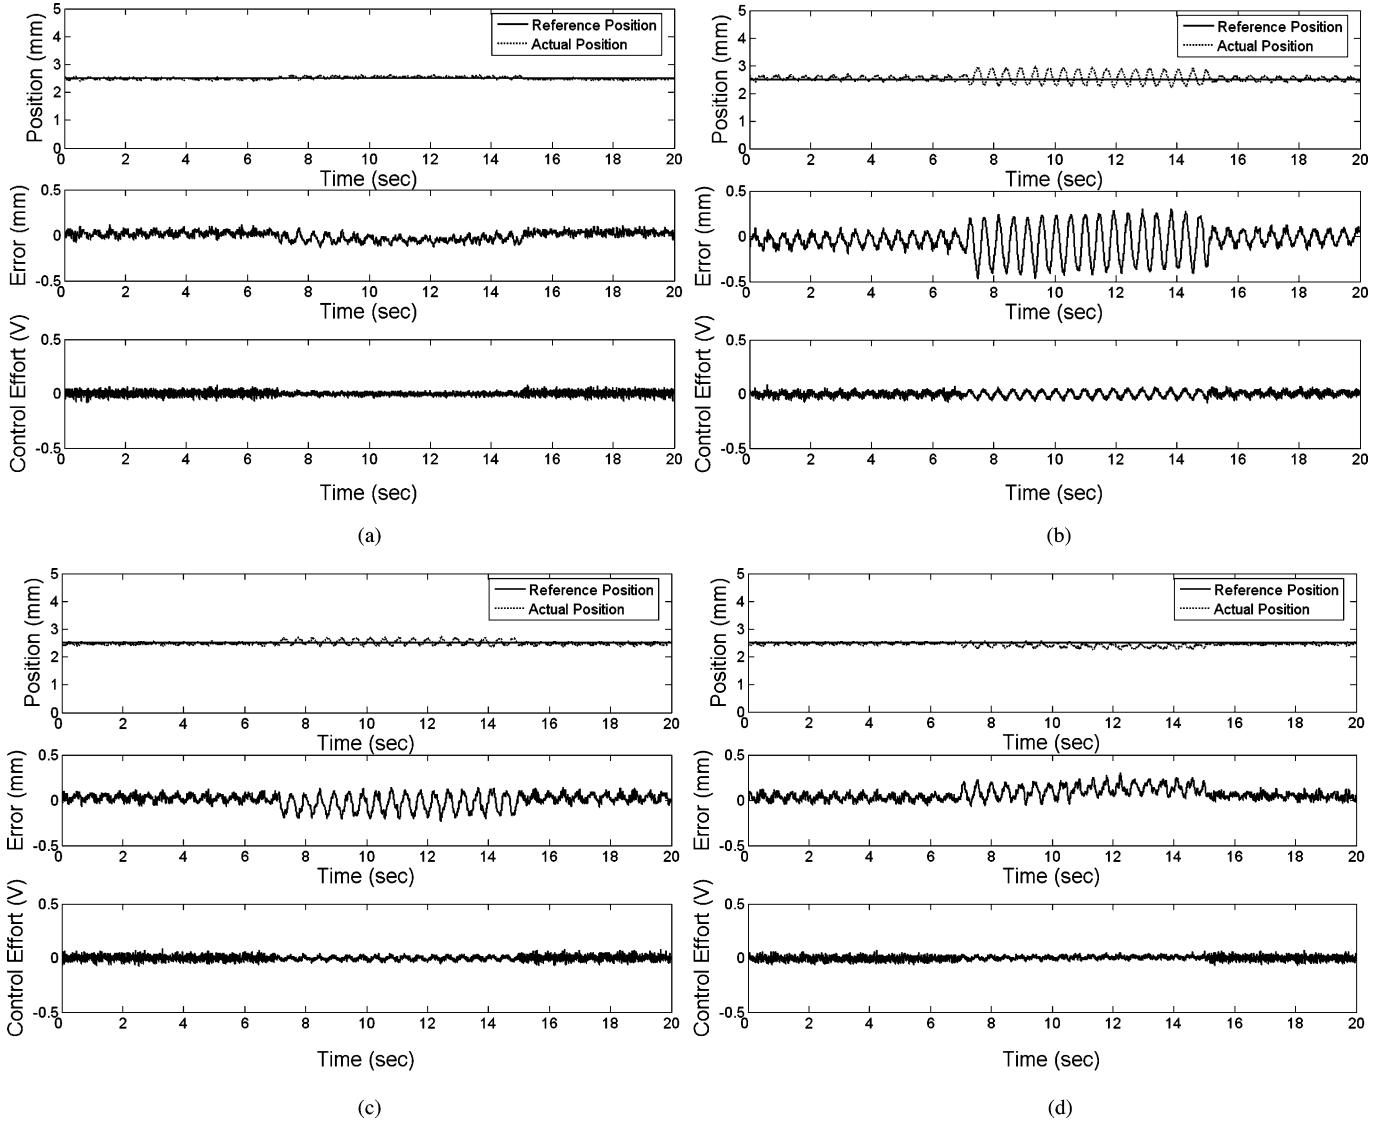 Reference Position
Actual Position
Position (mm)
5
4
3
2
1
0
0 2 4 6 8 10 12 14 16 18 20
Time (sec)
Error (mm)
0.5
0
-0.5
0 2 4 6 8 10 12 14 16 18 20
Time (sec)
Control Effort (V)
0.5
0
-0.5
0 2 4 6 8 10 12 14 16 18 20
Time (sec)
(a)
Reference Position
Actual Position
Position (mm)
5
4
3
2
1
0
0 2 4 6 8 10 12 14 16 18 20
Time (sec)
Error (mm)
0.5
0
-0.5
0 2 4 6 8 10 12 14 16 18 20
Time (sec)
Control Effort (V)
0.5
0
-0.5
0 2 4 6 8 10 12 14 16 18 20
Time (sec)
(b)
Reference Position
Actual Position
Position (mm)
5
4
3
2
1
0
0 2 4 6 8 10 12 14 16 18 20
Time (sec)
Error (mm)
0.5
0
-0.5
0 2 4 6 8 10 12 14 16 18 20
Time (sec)
Control Effort (V)
0.5
0
-0.5
0 2 4 6 8 10 12 14 16 18 20
Time (sec)
(c)
Reference Position
Actual Position
Position (mm)
5
4
3
2
1
0
0 2 4 6 8 10 12 14 16 18 20
Time (sec)
Error (mm)
0.5
0
-0.5
0 2 4 6 8 10 12 14 16 18 20
Time (sec)
Control Effort (V)
0.5
0
-0.5
0 2 4 6 8 10 12 14 16 18 20
Time (sec)
(d)